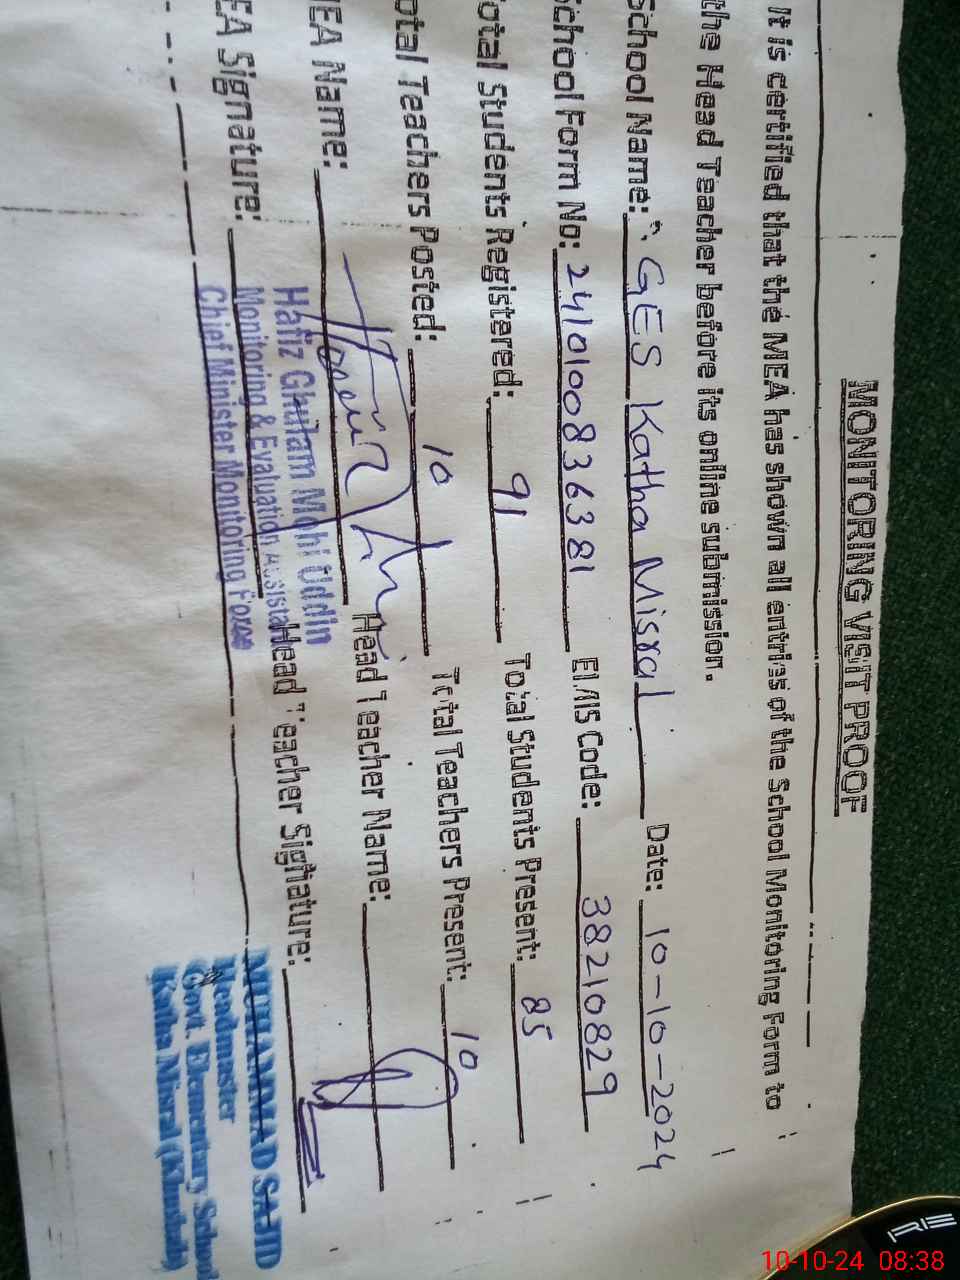 MONITORING VISIT PROOF
It is certified that the MEA has shown all entries of the School Monitoring Form to
the Head Teacher before its online submission.
School Name: GES Katha Misral Date: 10-10-2024
School Form No: 2410100836381 EMIS Code: 38210829
otal Students Registered: 91 Total Students Present: 85
otal Teachers Posted: 10 Total Teachers Present: 10
EA Name: Head Teacher Name:
EA Signature: Head Teacher Signature:
Hafiz Ghulam Mohi Uddin
Monitoring & Evaluation Assistant
Chief Minister Monitoring Force
MUHAMMAD SAJID
Headmaster
Govt. Elementary School
Katha Misral (Khushab)
10-10-24 08:38